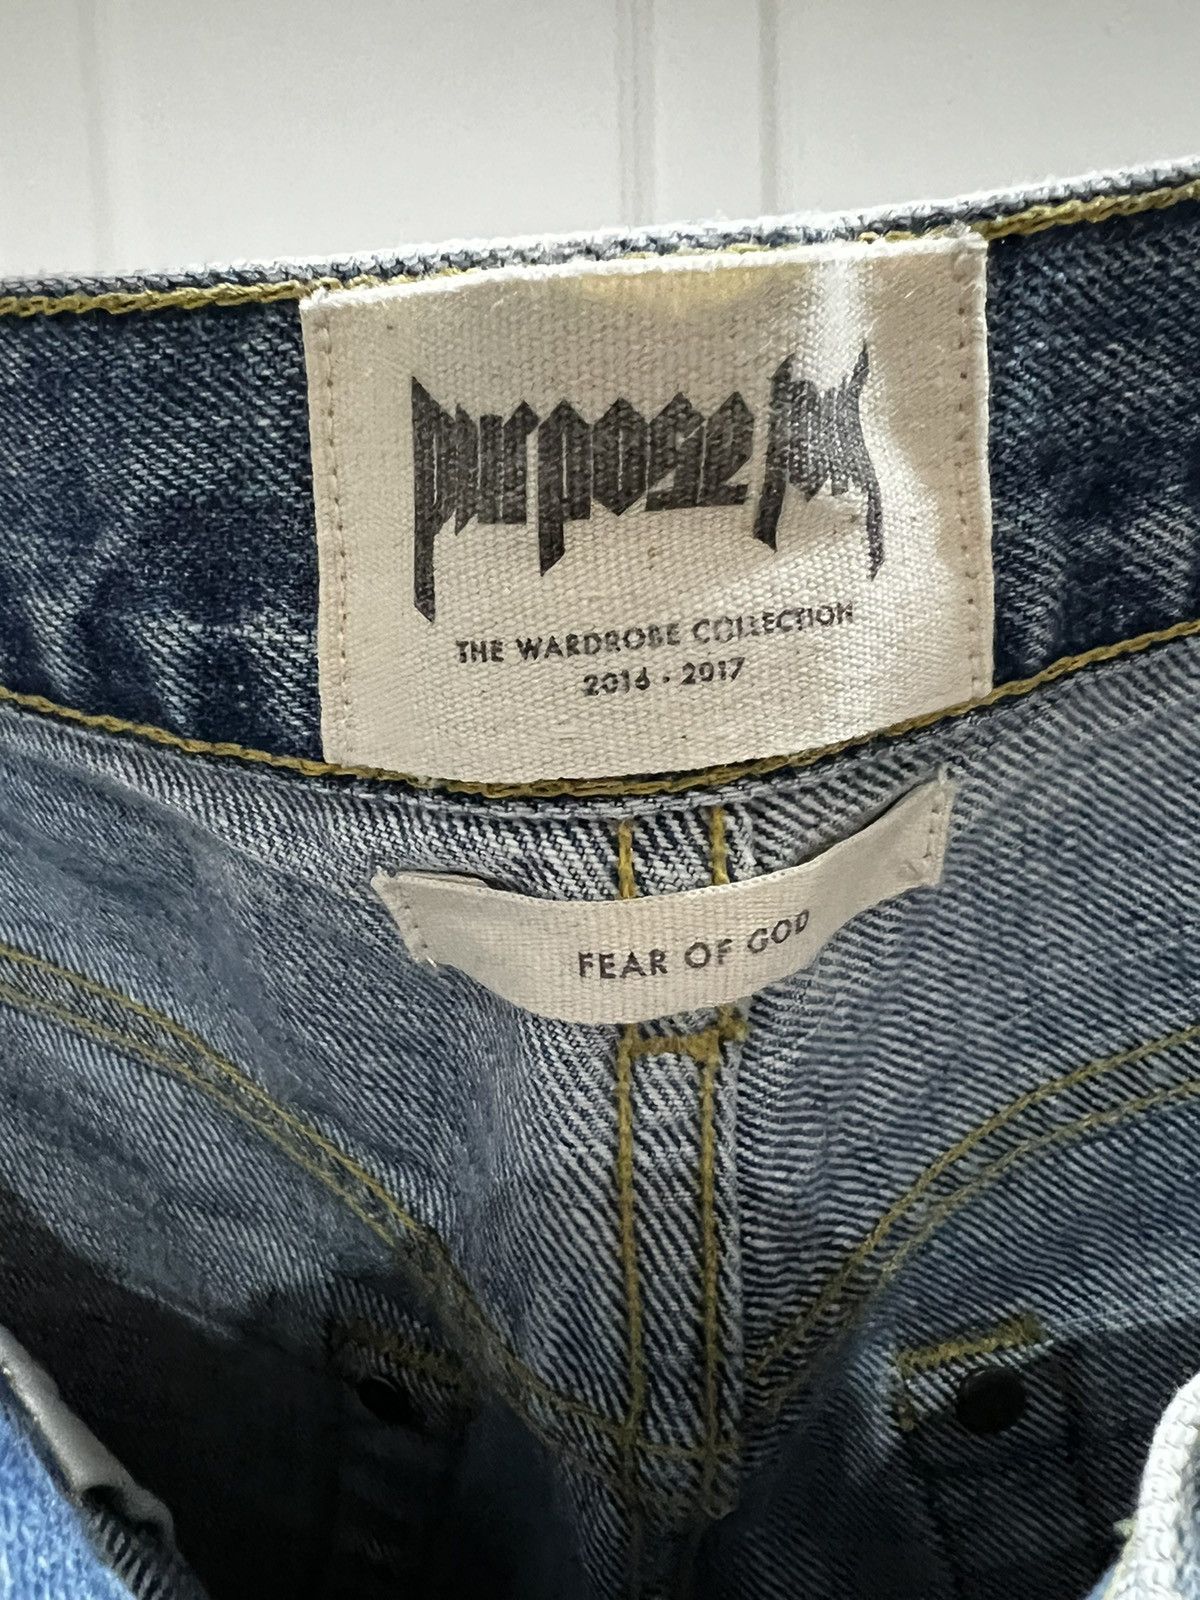 purpose tour
THE WARDROBE COLLECTION
2016 · 2017
FEAR OF GOD